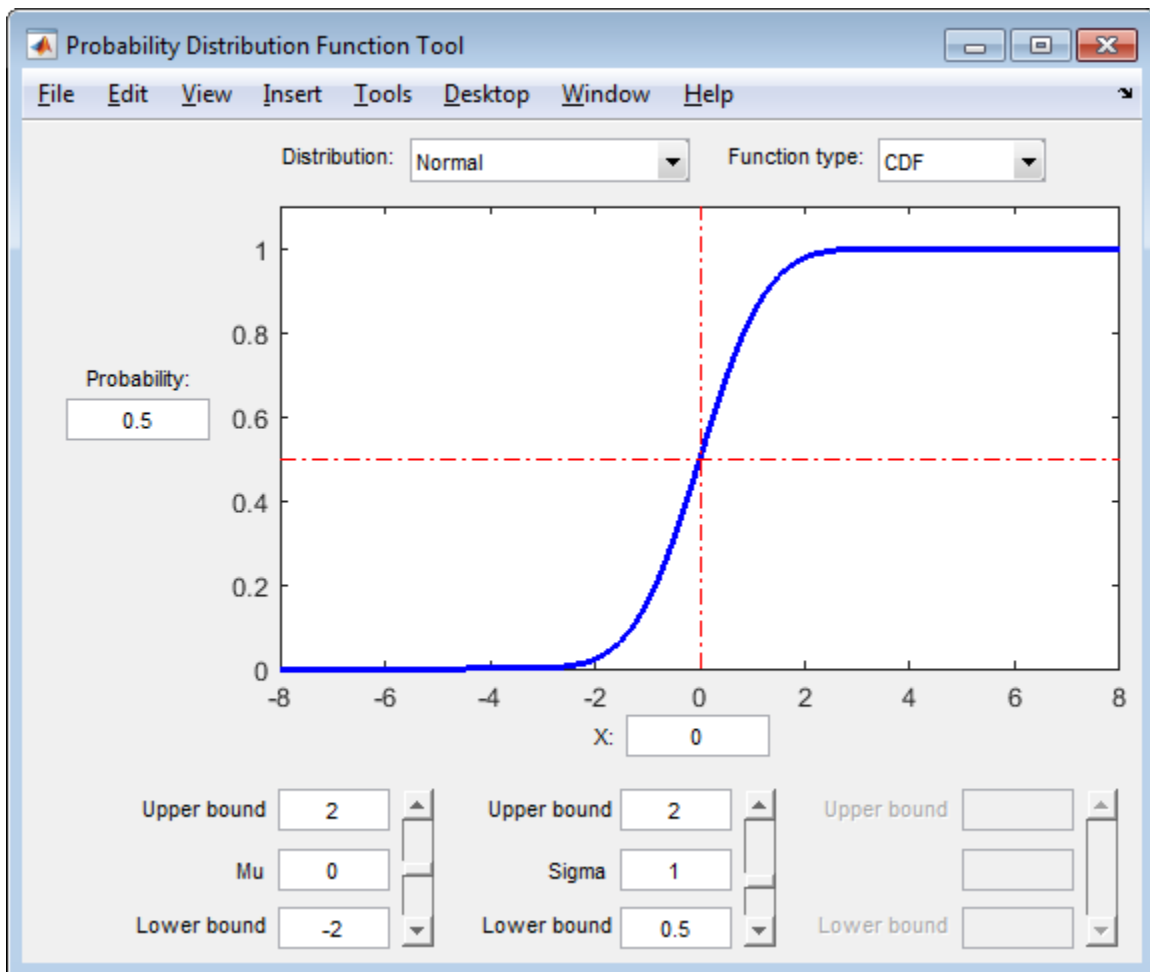 Probability Distribution Function Tool
File Edit View Insert Tools Desktop Window Help
Distribution: Normal Function type: CDF
1
0.8
Probability:
0.5
0.6
0.4
0.2
0
-8 -6 -4 -2 0 2 4 6 8
X: 0
Upper bound 2 Upper bound 2 Upper bound
Mu 0 Sigma 1
Lower bound -2 Lower bound 0.5 Lower bound